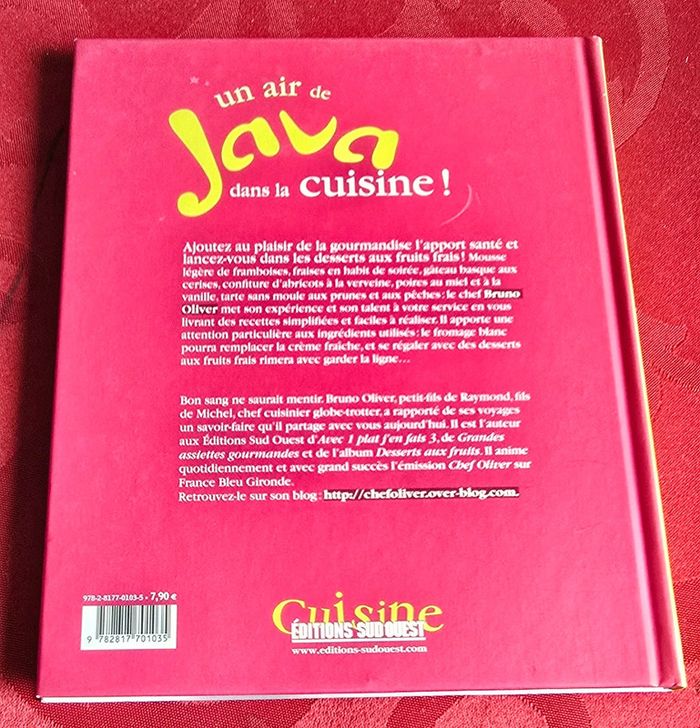 un air de
Java
dans la cuisine !
Ajoutez au plaisir de la gourmandise l'apport santé et
lancez-vous dans les desserts aux fruits frais ! Mousse
légère de framboises, fraises en habit de soirée, gâteau basque aux
cerises, confiture d'abricots à la verveine, poires au miel et à la
vanille, tarte sans moule aux prunes et aux pêches : le chef Bruno
Oliver met son expérience et son talent à votre service en vous
livrant des recettes simplifiées et faciles à réaliser. Il apporte une
attention particulière aux ingrédients utilisés : le fromage blanc
pourra remplacer la crème fraîche, et se régaler avec des desserts
aux fruits frais rimera avec garder la ligne...
Bon sang ne saurait mentir. Bruno Oliver, petit-fils de Raymond, fils
de Michel, chef cuisinier globe-trotter, a rapporté de ses voyages
un savoir-faire qu'il partage avec vous aujourd'hui. Il est l'auteur
aux Éditions Sud Ouest d'Avec 1 plat j'en fais 3, de Grandes
assiettes gourmandes et de l'album Desserts aux fruits. Il anime
quotidiennement et avec grand succès l'émission Chef Oliver sur
France Bleu Gironde.
Retrouvez-le sur son blog : http://chefoliver.over-blog.com.
978-2-8177-0103-5 • 7,90 €
9 782817 701035
Cuisine
ÉDITIONS SUD OUEST
www.editions-sudouest.com